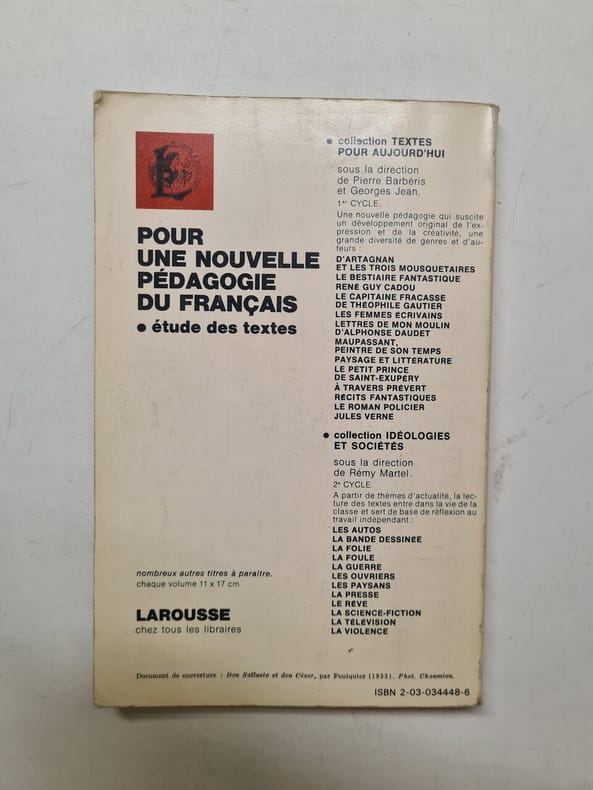 POUR
UNE NOUVELLE
PÉDAGOGIE
DU FRANÇAIS
● étude des textes
nombreux autres titres à paraître.
chaque volume 11 x 17 cm
LAROUSSE
chez tous les libraires
● collection TEXTES
POUR AUJOURD'HUI
sous la direction
de Pierre Barbéris
et Georges Jean.
1er CYCLE.
Une nouvelle pédagogie qui suscite
un développement original de l'ex-
pression et de la créativité, une
grande diversité de genres et d'au-
teurs :
D'ARTAGNAN
ET LES TROIS MOUSQUETAIRES
LE BESTIAIRE FANTASTIQUE
RENÉ GUY CADOU
LE CAPITAINE FRACASSE
DE THÉOPHILE GAUTIER
LES FEMMES ÉCRIVAINS
LETTRES DE MON MOULIN
D'ALPHONSE DAUDET
MAUPASSANT,
PEINTRE DE SON TEMPS
PAYSAGE ET LITTÉRATURE
LE PETIT PRINCE
DE SAINT-EXUPÉRY
À TRAVERS PRÉVERT
RÉCITS FANTASTIQUES
LE ROMAN POLICIER
JULES VERNE
● collection IDÉOLOGIES
ET SOCIÉTÉS
sous la direction
de Rémy Martel.
2e CYCLE.
A partir de thèmes d'actualité, la lec-
ture des textes entre dans la vie de la
classe et sert de base de réflexion au
travail indépendant :
LES AUTOS
LA BANDE DESSINÉE
LA FOLIE
LA FOULE
LA GUERRE
LES OUVRIERS
LES PAYSANS
LA PRESSE
LE RÊVE
LA SCIENCE-FICTION
LA TÉLÉVISION
LA VIOLENCE
Document de couverture : Don Salluste et don César, par Foulquier (1853). Phot. Chaumien.
ISBN 2-03-034448-6